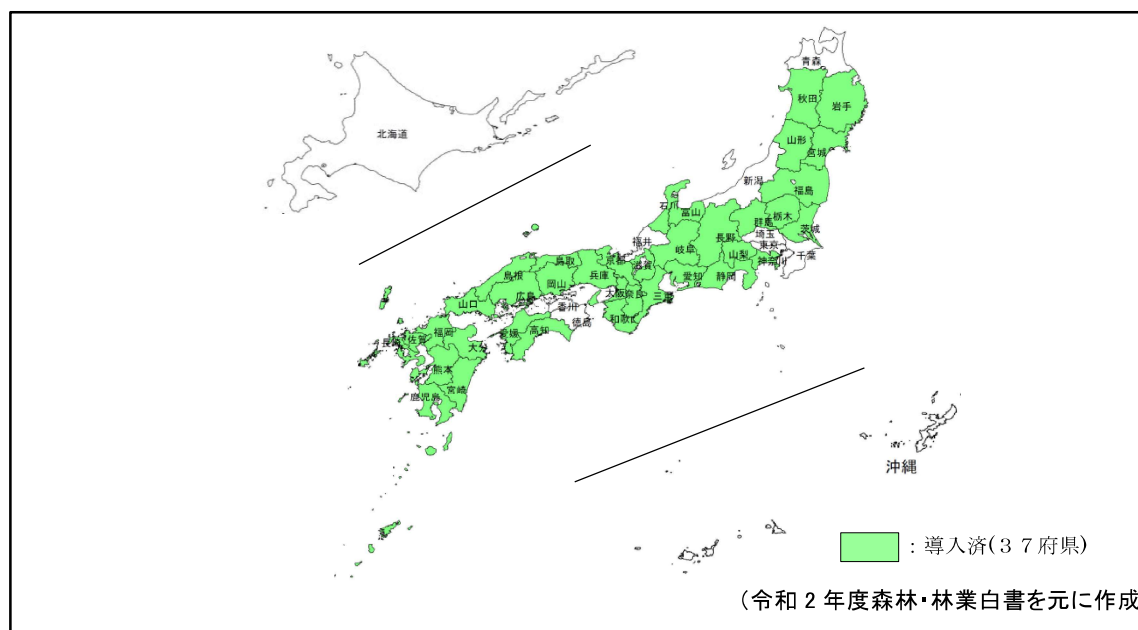 青森
秋田
岩手
北海道
山形
宮城
新潟
福島
石川
富山
群馬
栃木
茨城
福井
埼玉
長野
東京
千葉
岐阜
山梨
神奈川
鳥取
京都
滋賀
島根
兵庫
愛知
静岡
岡山
広島
大阪
奈良
三重
山口
香川
和歌山
徳島
福岡
愛媛
高知
長崎
佐賀
大分
熊本
宮崎
鹿児島
沖縄
:導入済(37府県)
(令和2年度森林・林業白書を元に作成